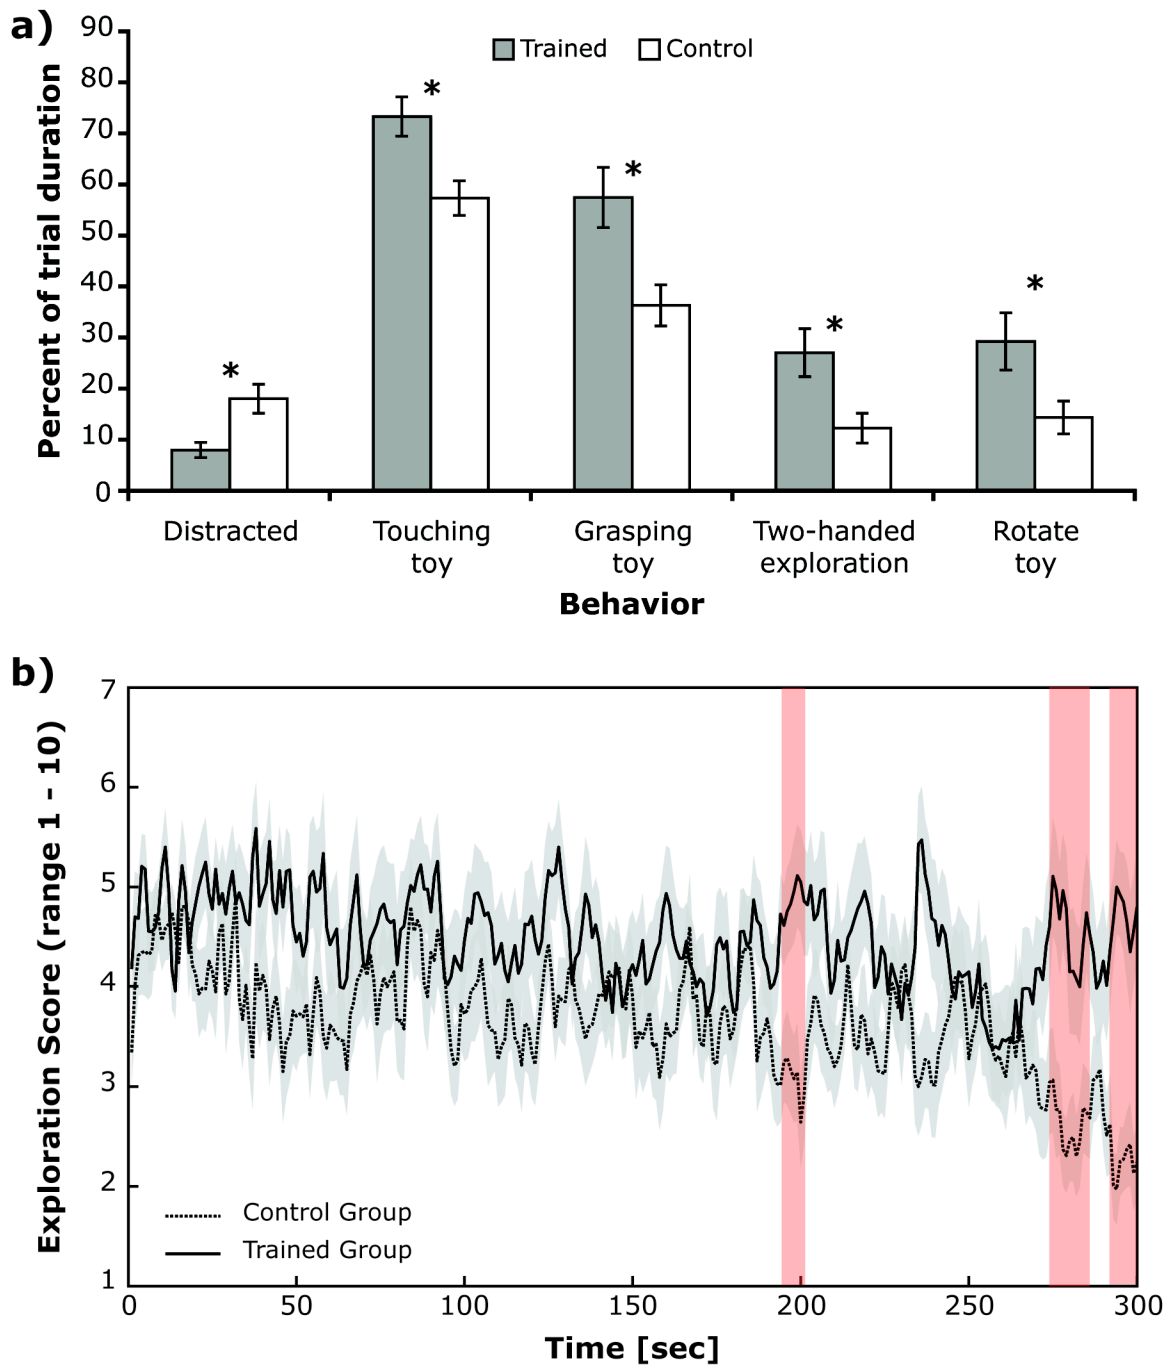 a)
90
80
70
60
50
40
30
20
10
0
Percent of trial duration
Trained Control
*
*
*
*
*
Distracted Touching Grasping Two-handed Rotate
toy toy exploration toy
Behavior
b)
7
6
5
4
3
2
1
Exploration Score (range 1 - 10)
Control Group
Trained Group
0 50 100 150 200 250 300
Time [sec]